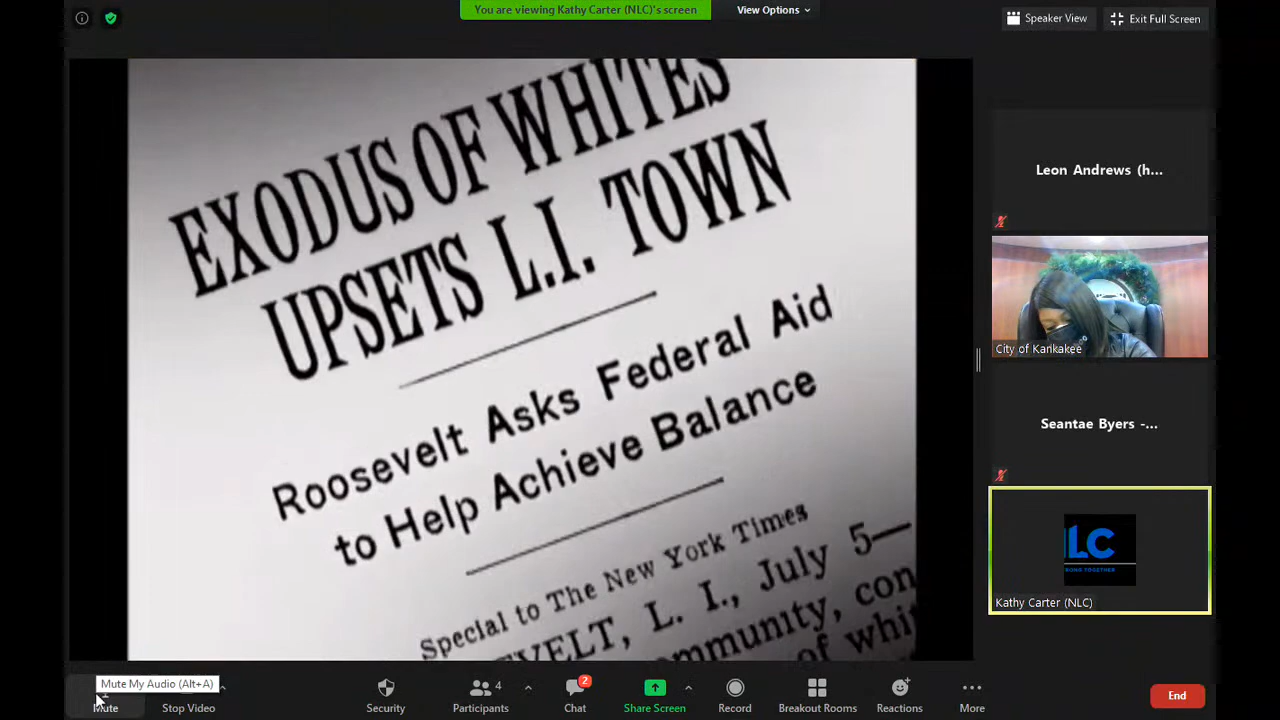 You are viewing Kathy Carter (NLC)'s screen
View Options
Speaker View
Exit Full Screen
EXODUS OF WHITES
UPSETS L.I. TOWN
Roosevelt Asks Federal Aid
to Help Achieve Balance
Special to The New York Times
L. I., July 5—
of
Leon Andrews (h...
City of Kankakee
Seantae Byers -...
LC
Kathy Carter (NLC)
Mute My Audio (Alt+A)
Mute
Stop Video
Security
4
Participants
2
Chat
Share Screen
Record
Breakout Rooms
Reactions
More
End